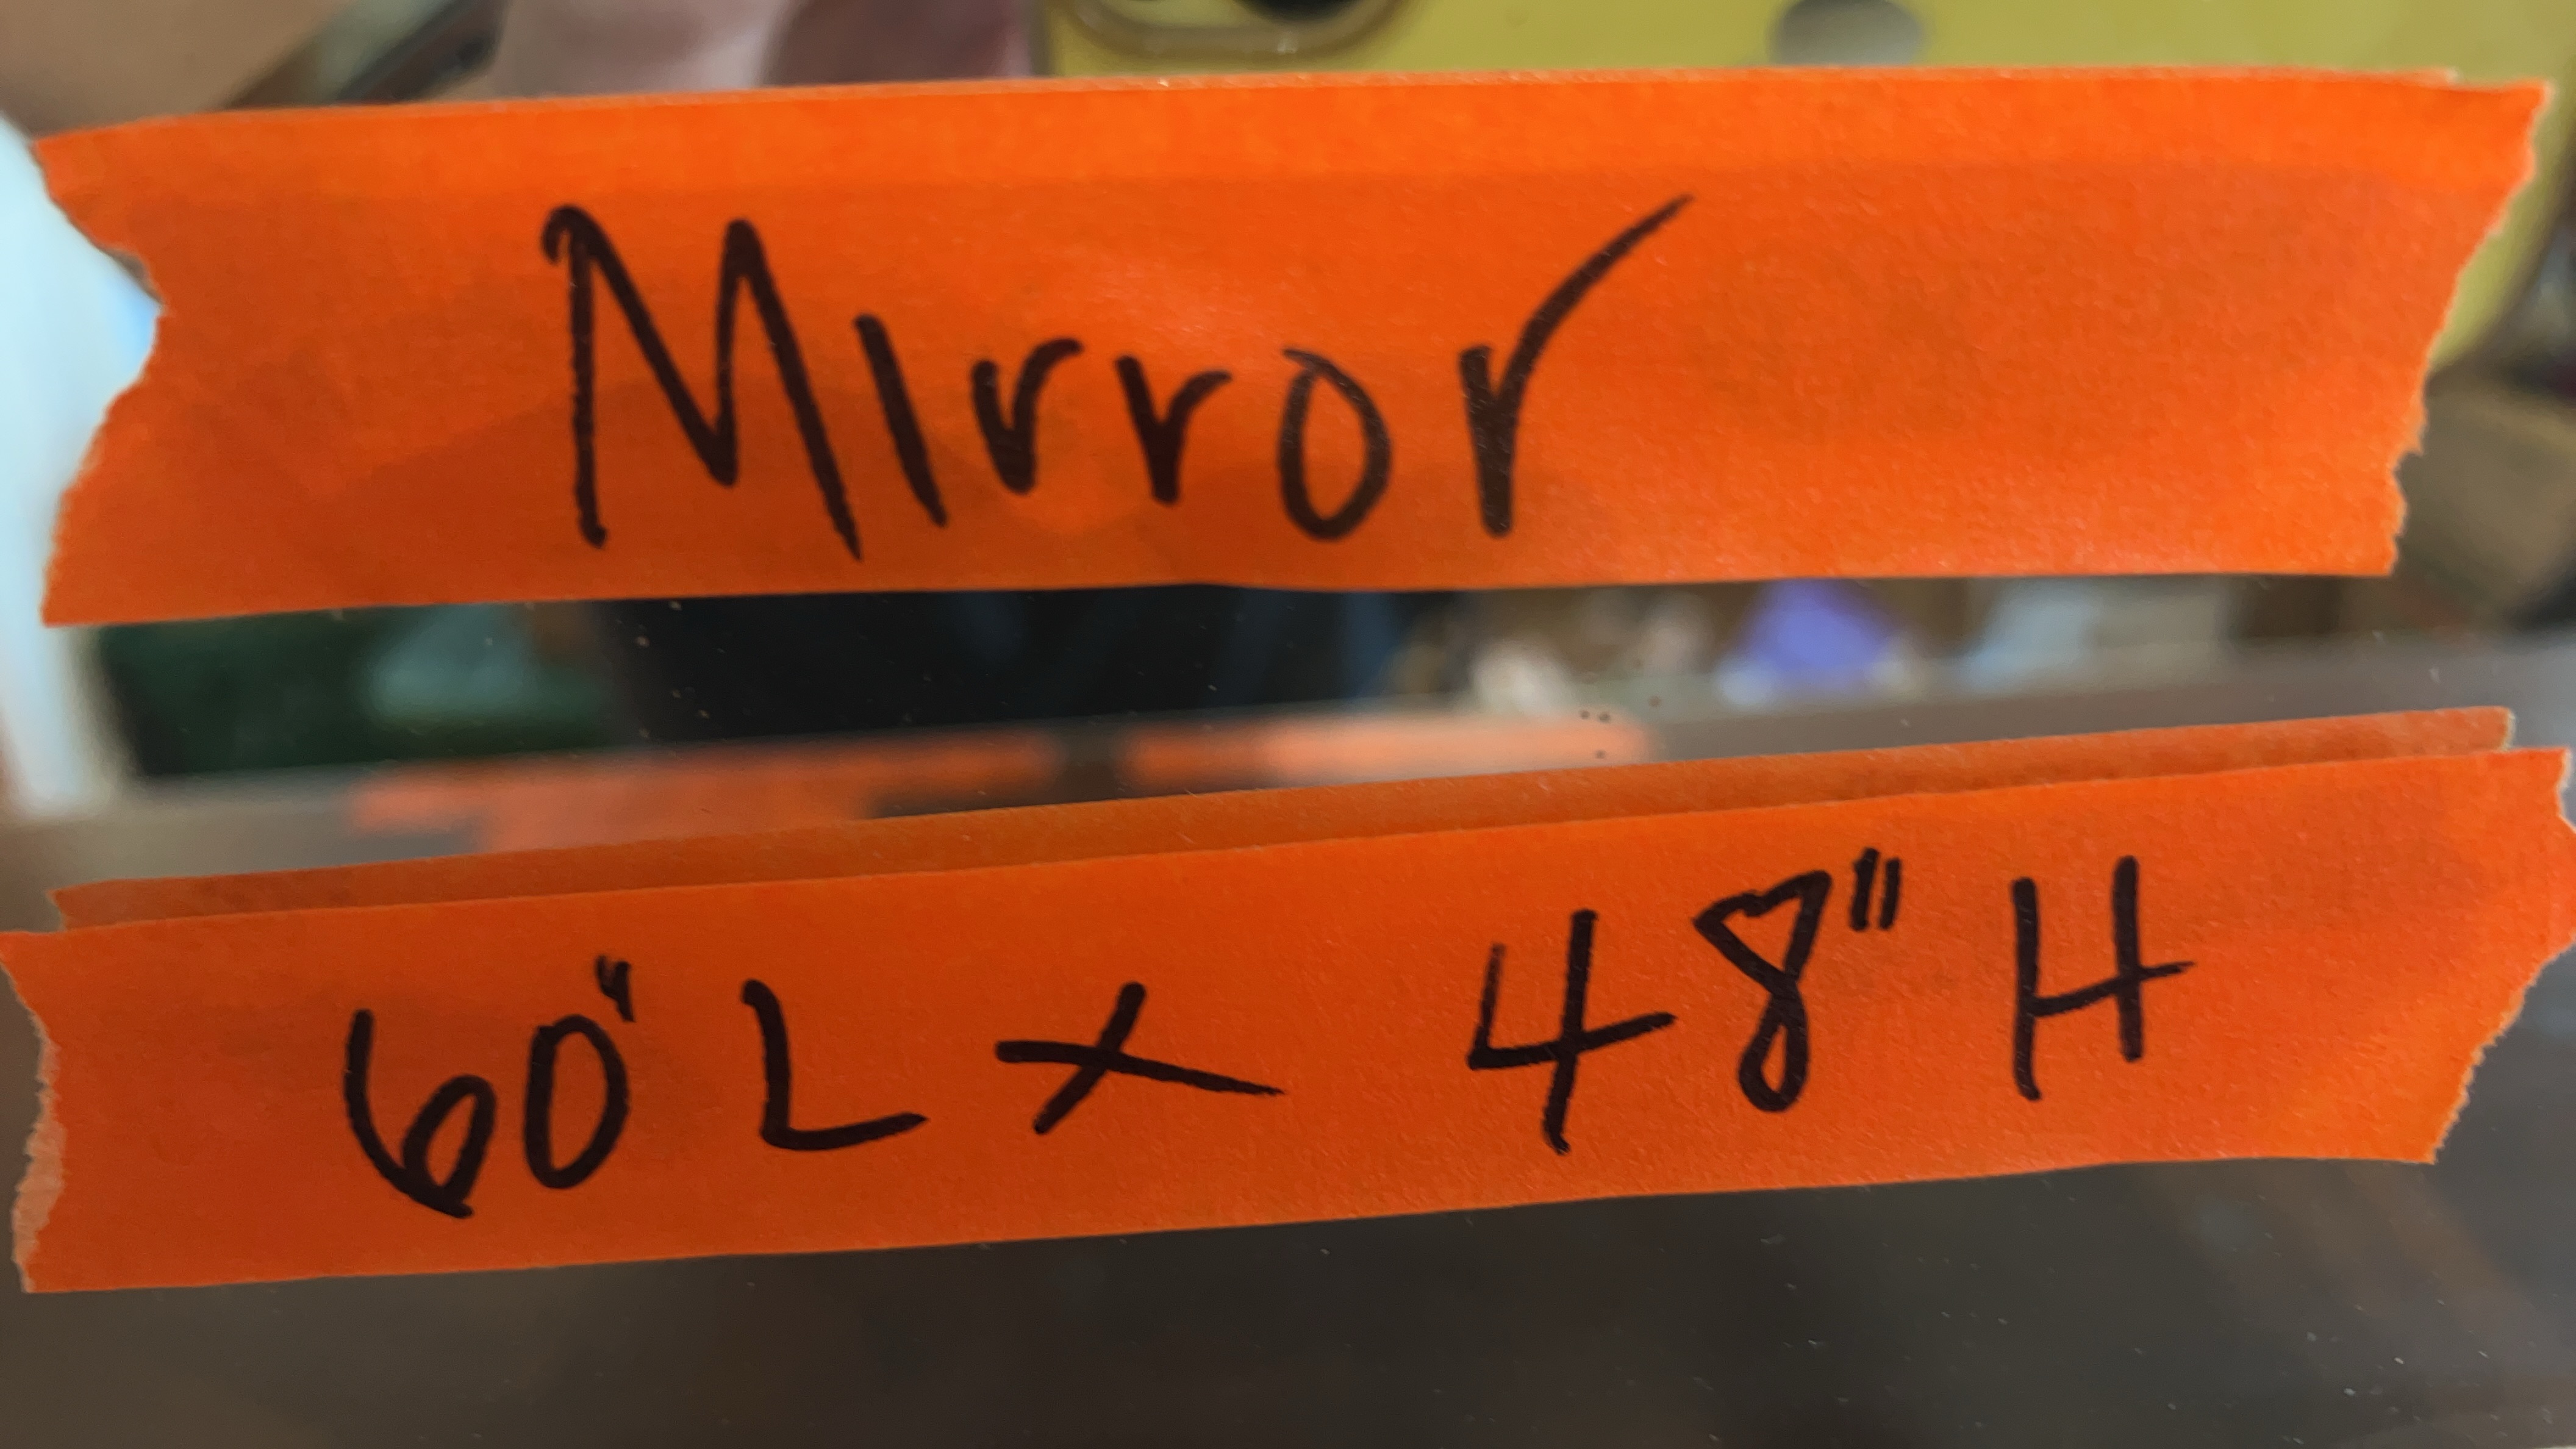 Mirror
60" L x 48" H